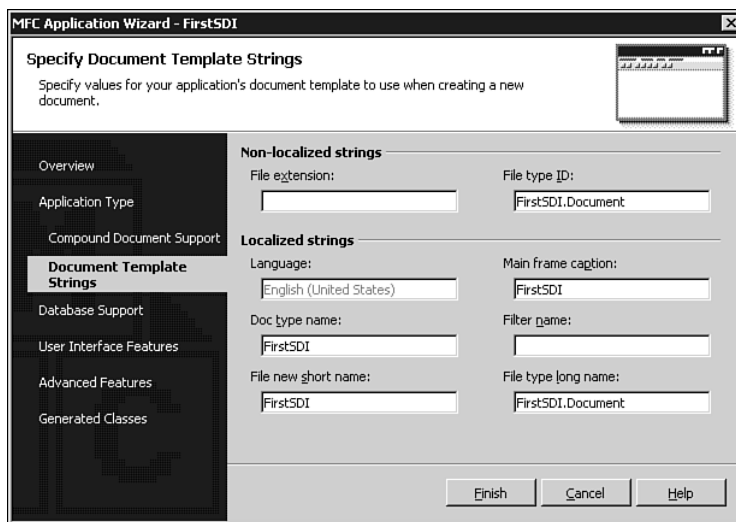 MFC Application Wizard - FirstSDI
Specify Document Template Strings
Specify values for your application's document template to use when creating a new
document.
Overview
Application Type
Compound Document Support
Document Template
Strings
Database Support
User Interface Features
Advanced Features
Generated Classes
Non-localized strings
File extension:
File type ID:
FirstSDI.Document
Localized strings
Language:
Main frame caption:
English (United States)
FirstSDI
Doc type name:
Filter name:
FirstSDI
File new short name:
File type long name:
FirstSDI
FirstSDI.Document
Finish
Cancel
Help